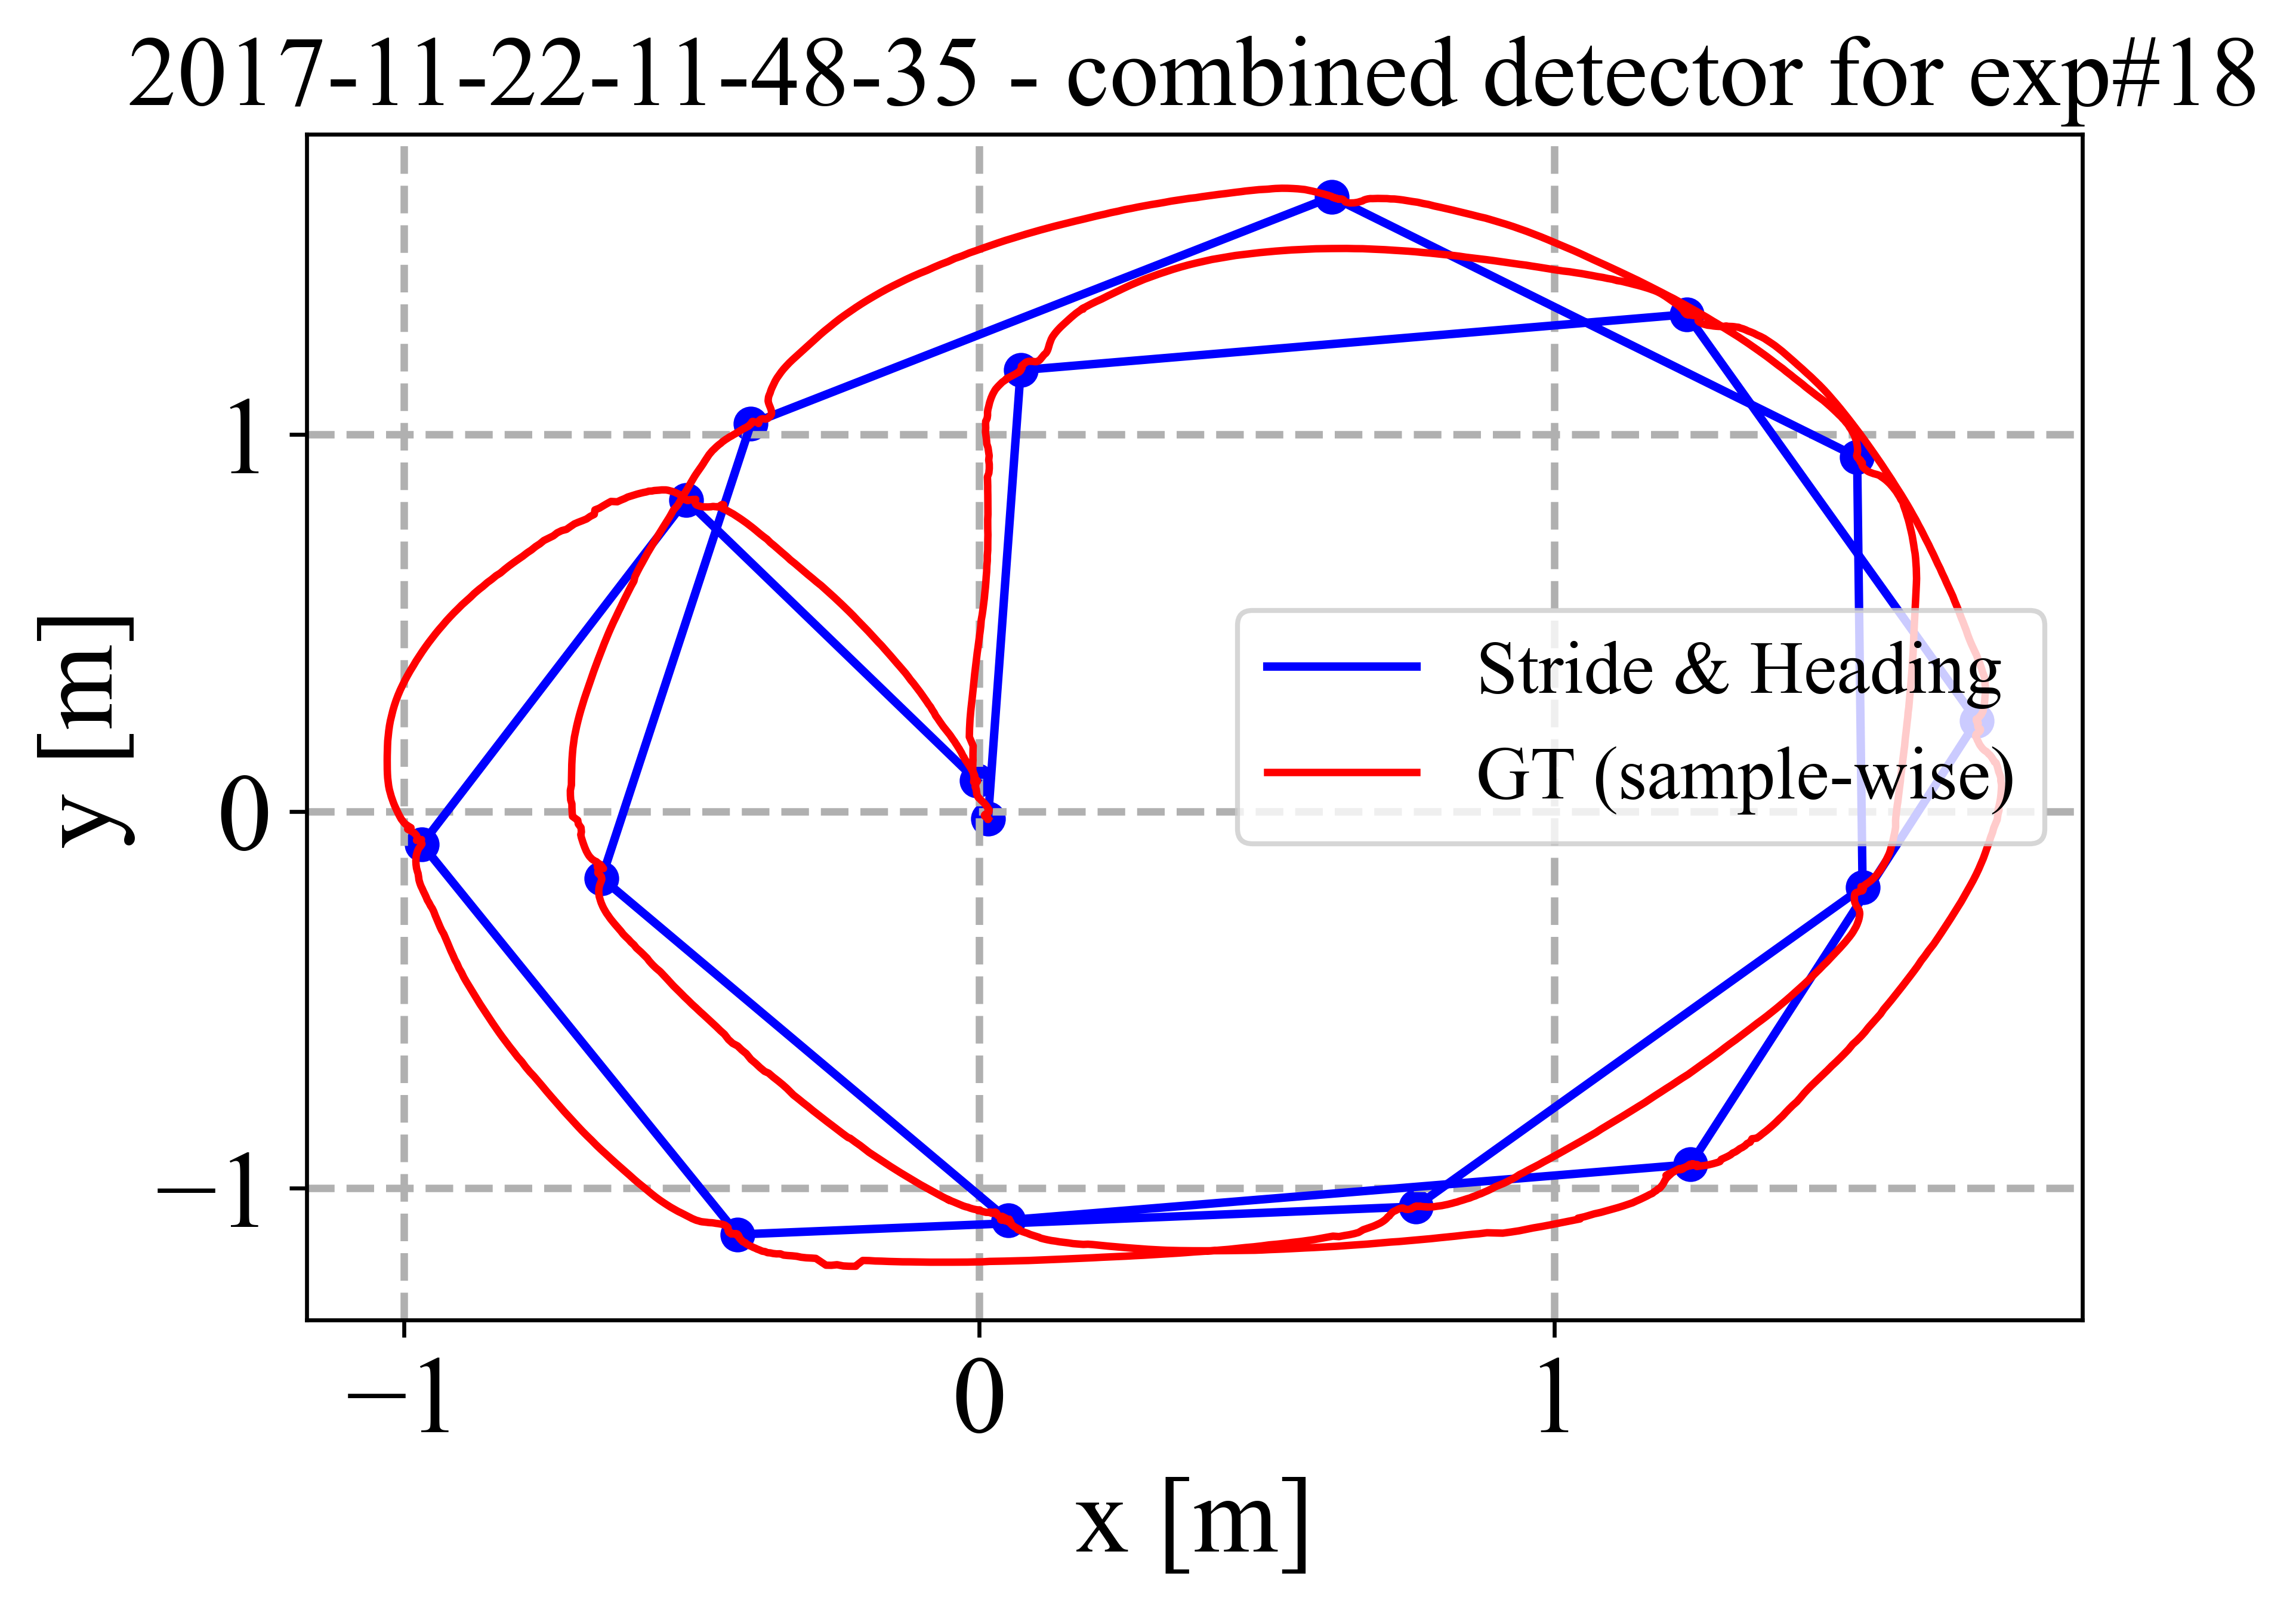 2017-11-22-11-48-35 - combined detector for exp#18
y [m]
1
0
−1
Stride & Heading
GT (sample-wise)
−1
0
1
x [m]